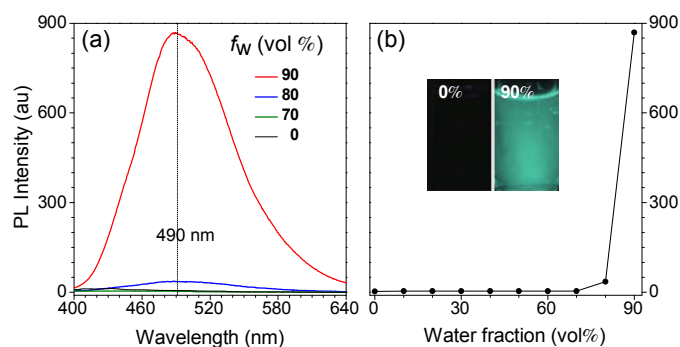 (a)
f_W (vol %)
90
80
70
0
490 nm
PL Intensity (au)
900
600
300
0
400 460 520 580 640
Wavelength (nm)
(b)
0% 90%
900
600
300
0
0 30 60 90
Water fraction (vol%)